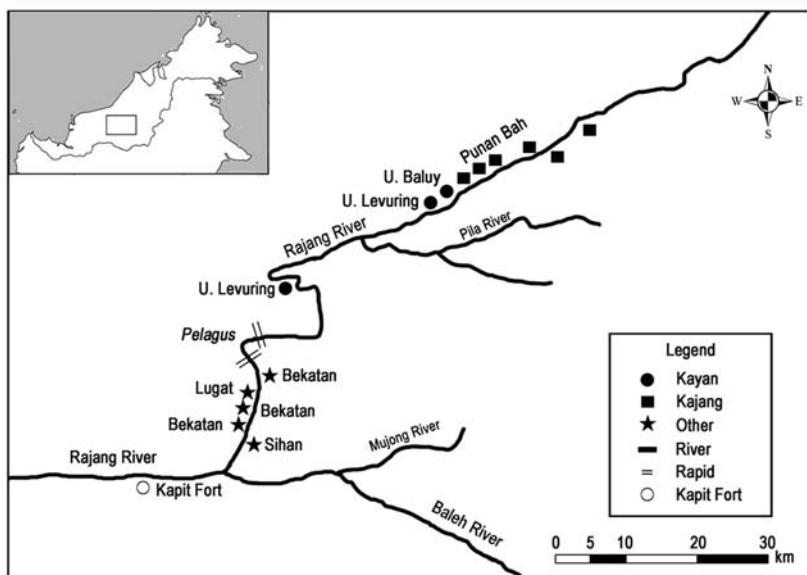 N
W E
S
Punan Bah
U. Baluy
U. Levuring
Rajang River
Pila River
U. Levuring
Pelagus
Bekatan
Lugat
Bekatan
Bekatan
Sihan
Mujong River
Rajang River
Kapit Fort
Baleh River
Legend
Kayan
Kajang
Other
River
Rapid
Kapit Fort
0 5 10 20 30 km